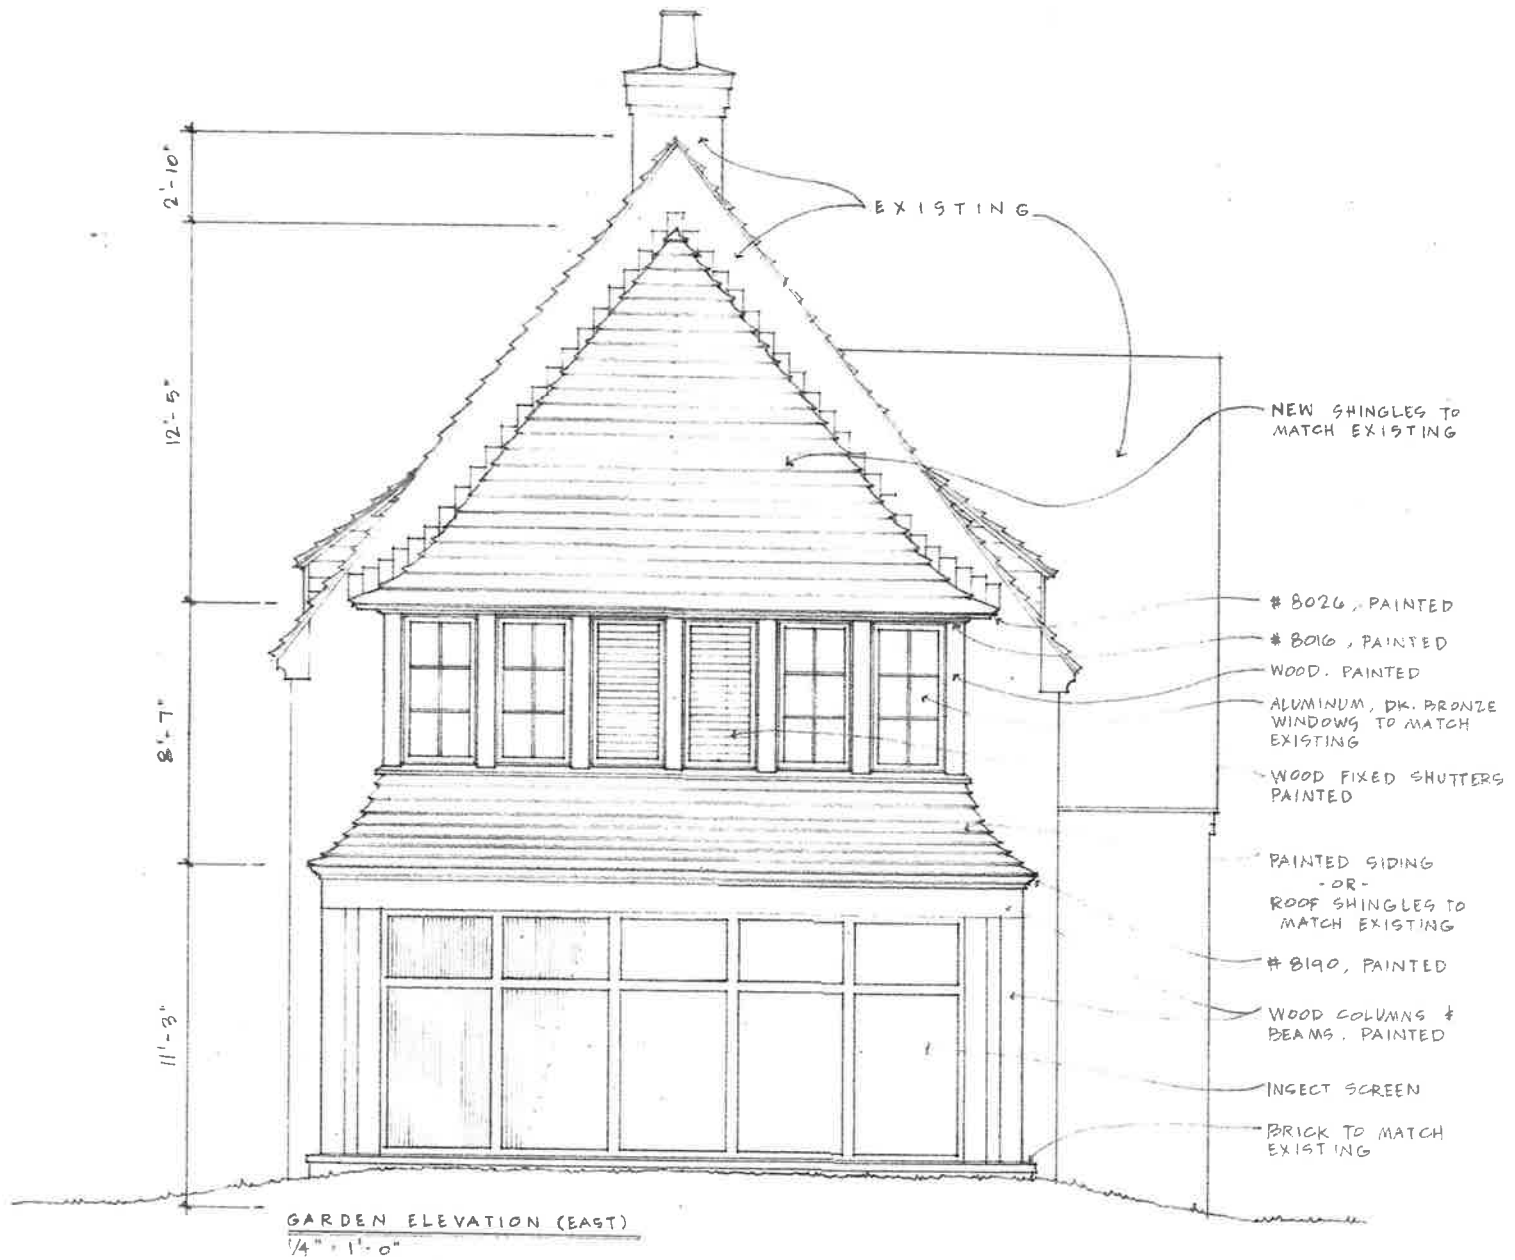 2'-10"
EXISTING
12'-5"
NEW SHINGLES TO
MATCH EXISTING
# 8026, PAINTED
# 8016, PAINTED
WOOD. PAINTED
ALUMINUM, DK. BRONZE
WINDOWS TO MATCH
EXISTING
8'-7"
WOOD FIXED SHUTTERS
PAINTED
PAINTED SIDING
-OR-
ROOF SHINGLES TO
MATCH EXISTING
# 8190, PAINTED
11'-3"
WOOD COLUMNS &
BEAMS. PAINTED
INSECT SCREEN
BRICK TO MATCH
EXISTING
GARDEN ELEVATION (EAST)
1/4" = 1'-0"